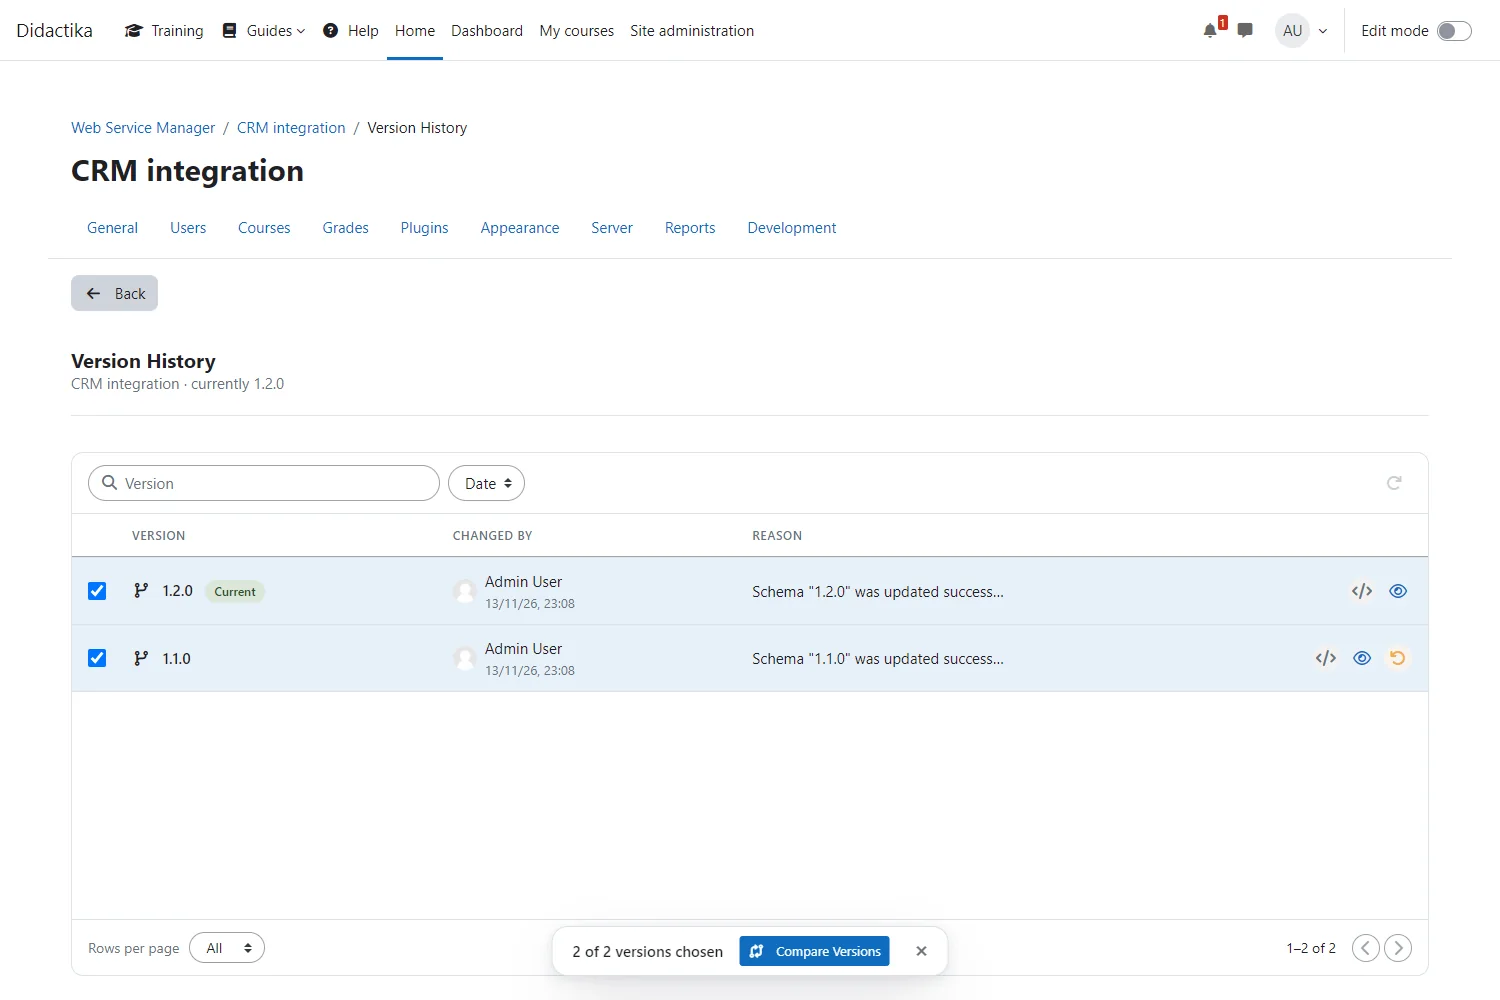 Didactika Training Guides Help Home Dashboard My courses Site administration 1 AU Edit mode
Web Service Manager / CRM integration / Version History
CRM integration
General Users Courses Grades Plugins Appearance Server Reports Development
Back
Version History
CRM integration · currently 1.2.0
Version Date
VERSION CHANGED BY REASON
1.2.0 Current Admin User Schema "1.2.0" was updated success...
13/11/26, 23:08
1.1.0 Admin User Schema "1.1.0" was updated success...
13/11/26, 23:08
Rows per page All 2 of 2 versions chosen Compare Versions 1–2 of 2